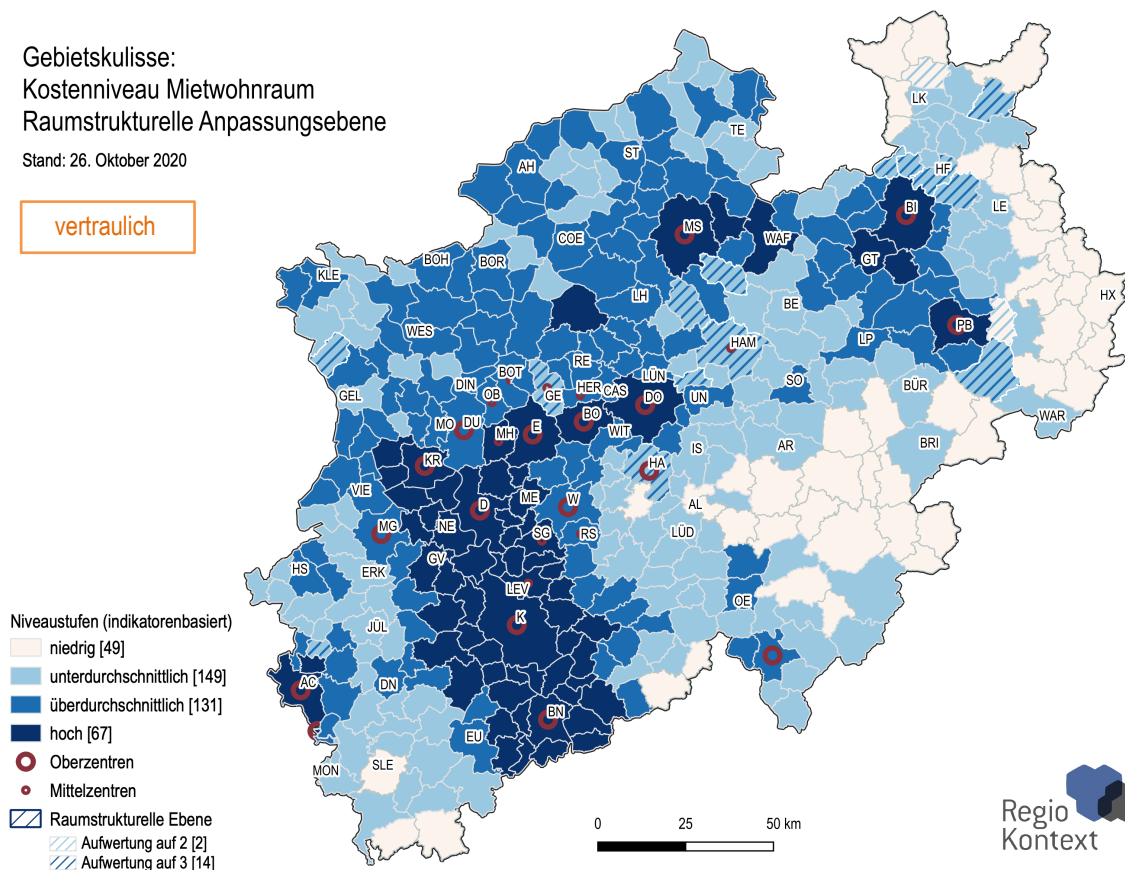 Gebietskulisse:
Kostenniveau Mietwohnraum
Raumstrukturelle Anpassungsebene
Stand: 26. Oktober 2020
vertraulich
LK
TE
ST
AH
HF
BI
LE
MS
WAF
COE
GT
BOH
BOR
KLE
LH
BE
HX
WES
PB
HAM
LP
RE
BOT
LÜN
DIN
OB
GE
HER
CAS
SO
BÜR
GEL
UN
DO
MO
DU
BO
WAR
MH
E
WIT
IS
AR
BRI
KR
HA
VIE
ME
W
AL
D
MG
NE
SG
RS
LÜD
GV
HS
ERK
LEV
OE
K
JÜL
AC
DN
BN
EU
MON
SLE
Niveaustufen (indikatorenbasiert)
niedrig [49]
unterdurchschnittlich [149]
überdurchschnittlich [131]
hoch [67]
Oberzentren
Mittelzentren
Raumstrukturelle Ebene
Aufwertung auf 2 [2]
Aufwertung auf 3 [14]
0 25 50 km
Regio
Kontext